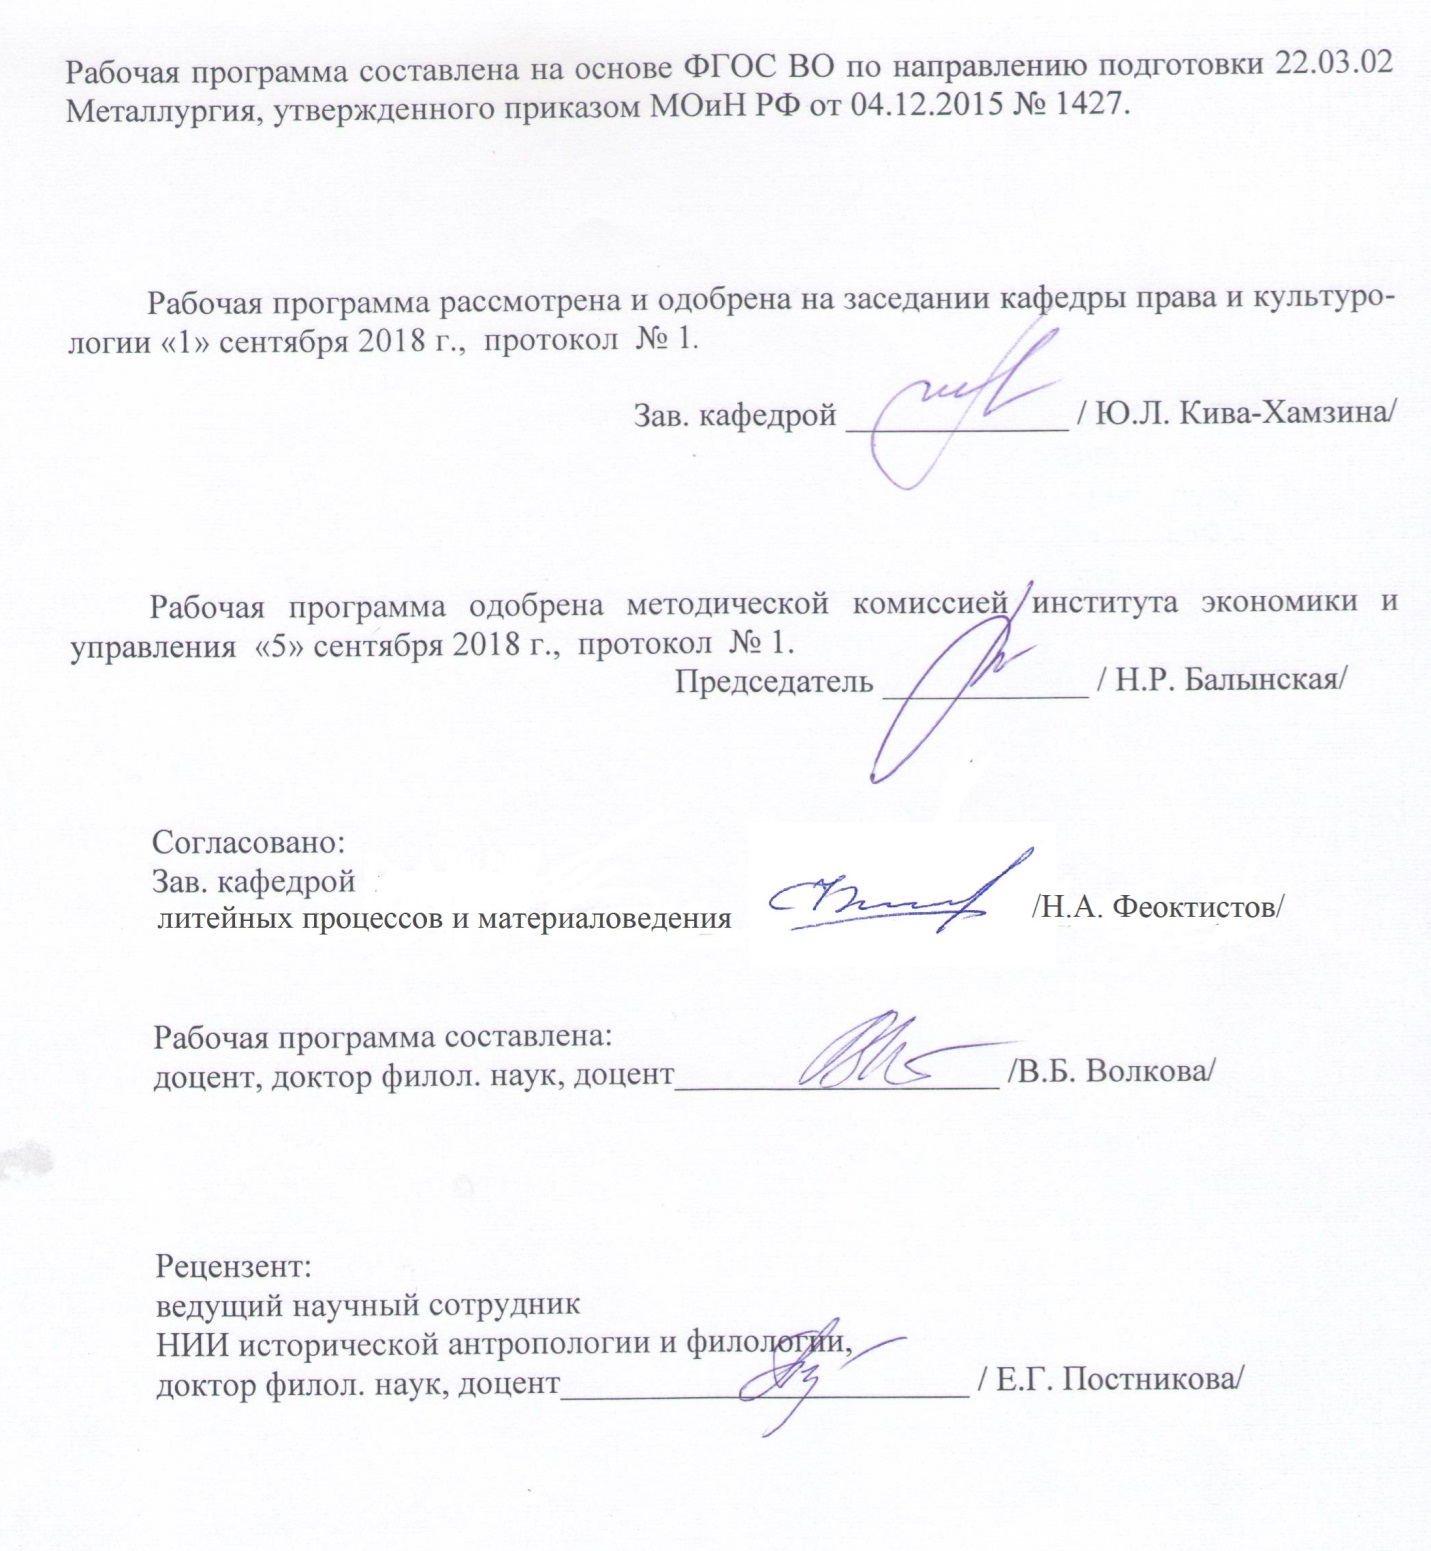 Рабочая программа составлена на основе ФГОС ВО по направлению подготовки 22.03.02
Металлургия, утвержденного приказом МОиН РФ от 04.12.2015 № 1427.
Рабочая программа рассмотрена и одобрена на заседании кафедры права и культуро-
логии «1» сентября 2018 г., протокол № 1.
Зав. кафедрой _____________ / Ю.Л. Кива-Хамзина/
Рабочая программа одобрена методической комиссией института экономики и
управления «5» сентября 2018 г., протокол № 1.
Председатель ____________ / Н.Р. Балынская/
Согласовано:
Зав. кафедрой
литейных процессов и материаловедения /Н.А. Феоктистов/
Рабочая программа составлена:
доцент, доктор филол. наук, доцент___________________ /В.Б. Волкова/
Рецензент:
ведущий научный сотрудник
НИИ исторической антропологии и филологии,
доктор филол. наук, доцент________________________ / Е.Г. Постникова/